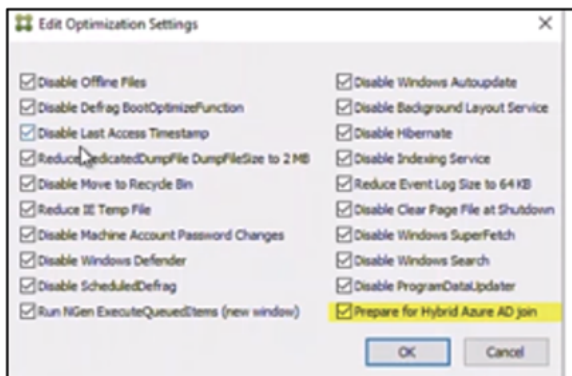 Edit Optimization Settings
Disable Offline Files
Disable Defrag BootOptimizeFunction
Disable Last Access Timestamp
Reduce DedicatedDumpFile DumpFileSize to 2 MB
Disable Move to Recycle Bin
Reduce IE Temp File
Disable Machine Account Password Changes
Disable Windows Defender
Disable ScheduledDefrag
Run NGen ExecuteQueuedItems (new window)
Disable Windows Autoupdate
Disable Background Layout Service
Disable Hibernate
Disable Indexing Service
Reduce Event Log Size to 64 KB
Disable Clear Page File at Shutdown
Disable Windows SuperFetch
Disable Windows Search
Disable ProgramDataUpdater
Prepare for Hybrid Azure AD join
OK
Cancel